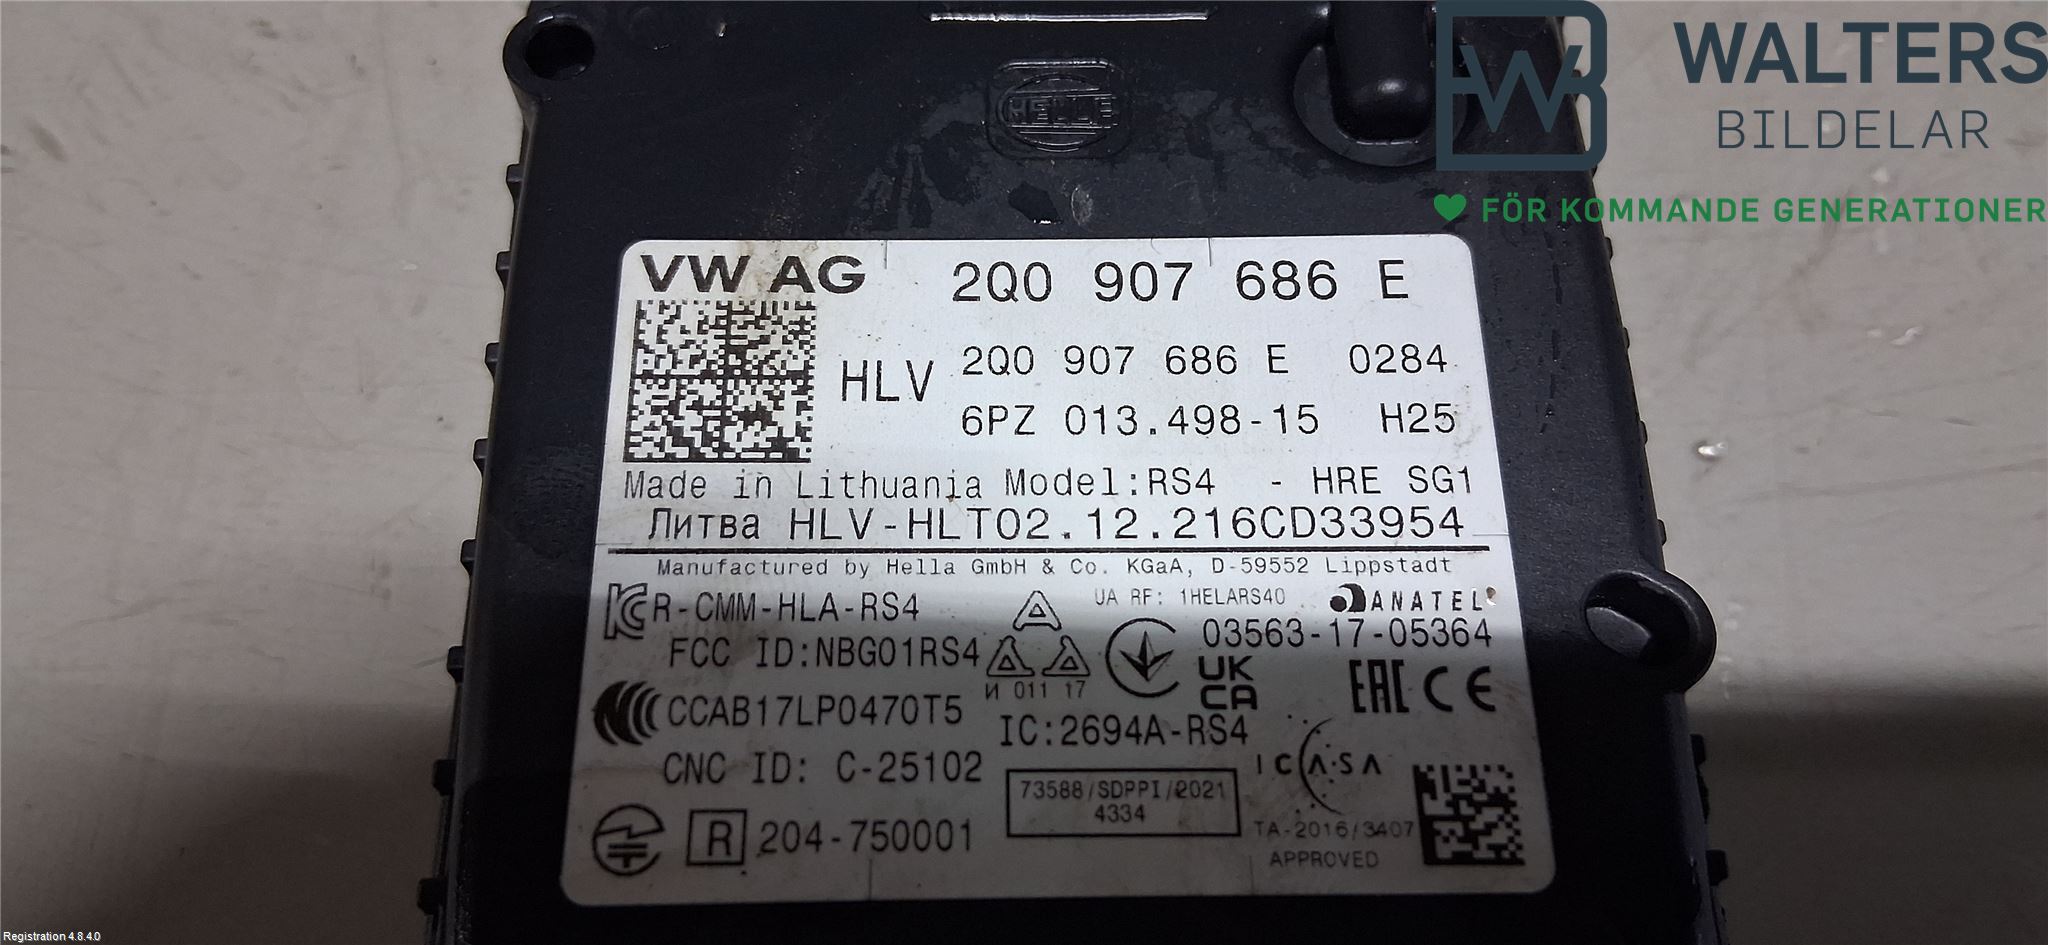 WALTERS
BILDELAR
FÖR KOMMANDE GENERATIONER
HELLA
VW AG 2Q0 907 686 E
HLV 2Q0 907 686 E 0284
6PZ 013.498-15 H25
Made in Lithuania Model:RS4 - HRE SG1
Литва HLV-HLT02.12.216CD33954
Manufactured by Hella GmbH & Co. KGaA, D-59552 Lippstadt
R-CMM-HLA-RS4 UA RF: 1HELARS40 ANATEL
FCC ID:NBG01RS4 03563-17-05364
И 011 17 UK CA EAC CE
CCAB17LP0470T5 IC:2694A-RS4
CNC ID: C-25102 ICASA
73588/SDPPI/2021
4334
R 204-750001 TA-2016/3407
APPROVED
Registration 4.8.4.0